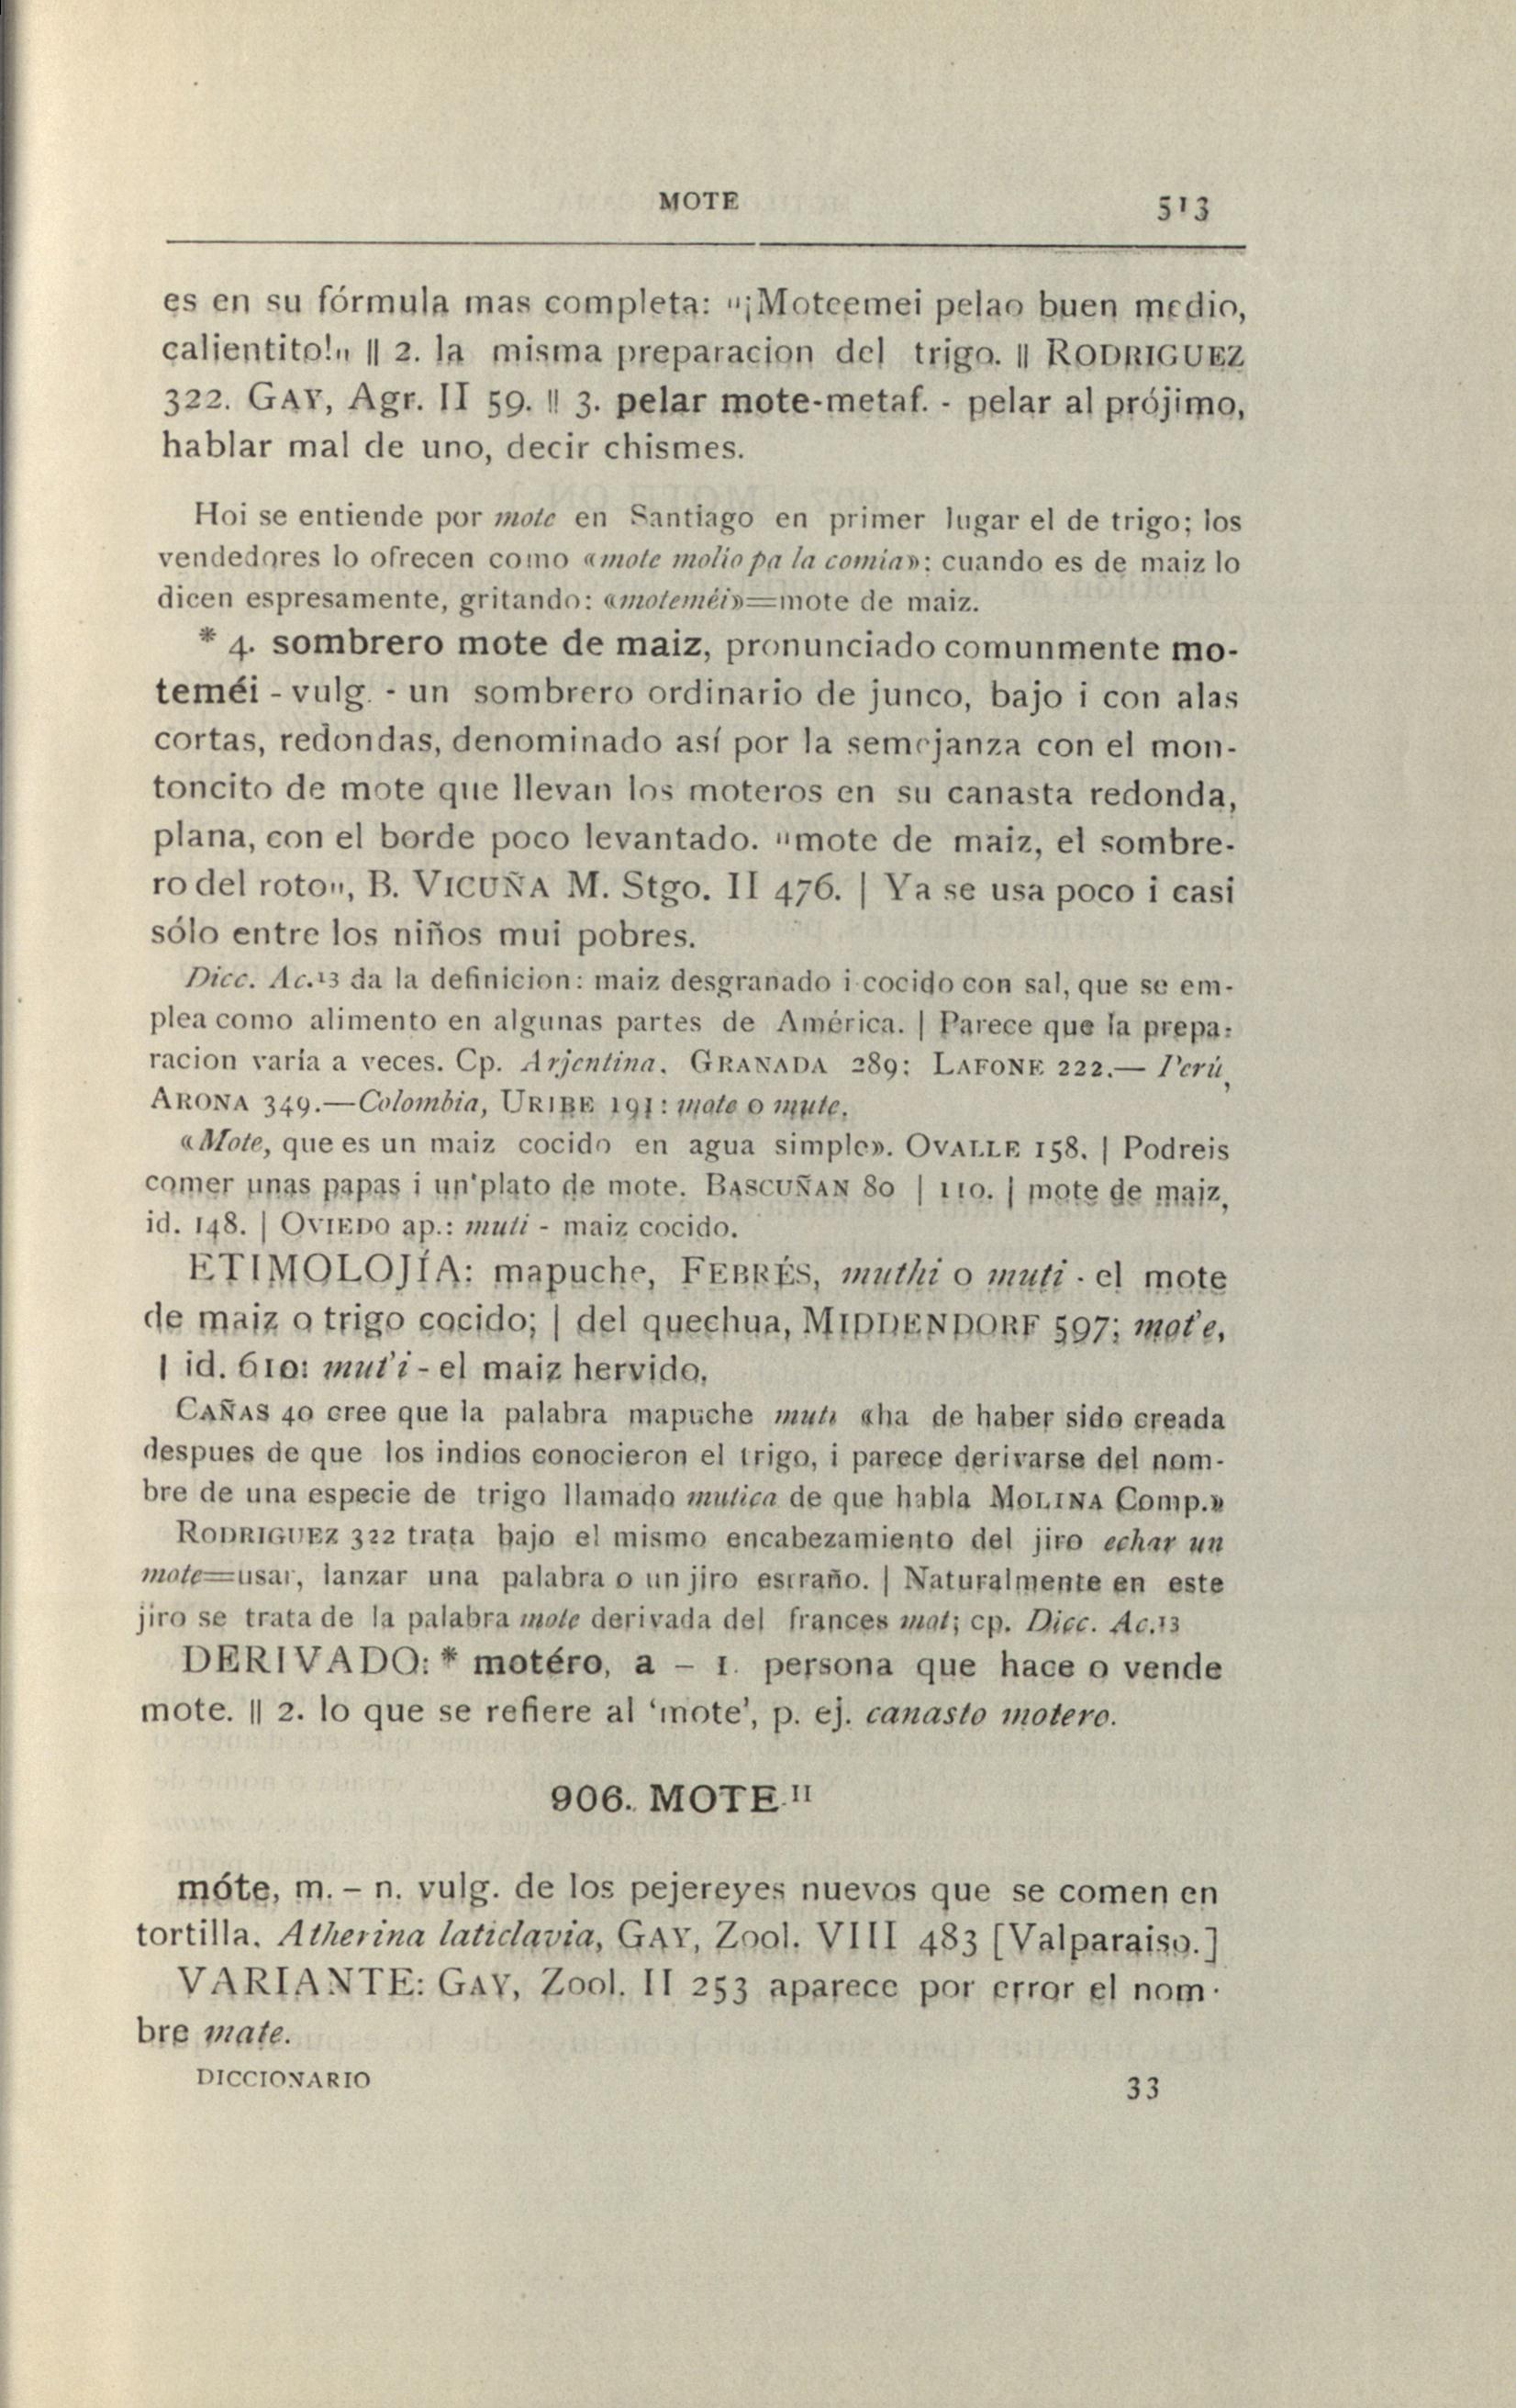 MOTE 513
es en su fórmula mas completa: "¡Moteemei pelao buen medio,
calientito!" || 2. la misma preparacion del trigo. || RODRIGUEZ
322. GAY, Agr. II 59. || 3. pelar mote-metaf. - pelar al prójimo,
hablar mal de uno, decir chismes.
Hoi se entiende por mote en Santiago en primer lugar el de trigo; los
vendedores lo ofrecen como «mote molio pa la comia»: cuando es de maiz lo
dicen espresamente, gritando: «moteméi»=mote de maiz.
* 4. sombrero mote de maiz, pronunciado comunmente mo-
teméi - vulg. - un sombrero ordinario de junco, bajo i con alas
cortas, redondas, denominado así por la semejanza con el mon-
toncito de mote que llevan los moteros en su canasta redonda,
plana, con el borde poco levantado. "mote de maiz, el sombre-
ro del roto", B. VICUÑA M. Stgo. II 476. | Ya se usa poco i casi
sólo entre los niños mui pobres.
Dicc. Ac.13 da la definicion: maiz desgranado i cocido con sal, que se em-
plea como alimento en algunas partes de América. | Parece que la prepa-
racion varía a veces. Cp. Arjentina, GRANADA 289; LAFONE 222.— Perú,
ARONA 349.—Colombia, URIBE 191: mote o mute.
«Mote, que es un maiz cocido en agua simple». OVALLE 158. | Podreis
comer unas papas i un plato de mote. BASCUÑAN 80 | 110. | mote de maiz,
id. 148. | OVIEDO ap.: muti - maiz cocido.
ETIMOLOJÍA: mapuche, FEBRÉS, muthi o muti - el mote
de maiz o trigo cocido; | del quechua, MIDDENDORF 597: mot'e,
| id. 610: mut'i - el maiz hervido.
CAÑAS 40 cree que la palabra mapuche muti «ha de haber sido creada
despues de que los indios conocieron el trigo, i parece derivarse del nom-
bre de una especie de trigo llamado mutica de que habla MOLINA Comp.»
RODRIGUEZ 322 trata bajo el mismo encabezamiento del jiro echar un
mote=usar, lanzar una palabra o un jiro estraño. | Naturalmente en este
jiro se trata de la palabra mote derivada del frances mot; cp. Dicc. Ac.13
DERIVADO: * motéro, a – 1. persona que hace o vende
mote. || 2. lo que se refiere al 'mote', p. ej. canasto motero.
906. MOTE II
móte, m. – n. vulg. de los pejereyes nuevos que se comen en
tortilla. Atherina laticlavia, GAY, Zool. VIII 483 [Valparaiso.]
VARIANTE: GAY, Zool. II 253 aparece por error el nom-
bre mate.
DICCIONARIO 33